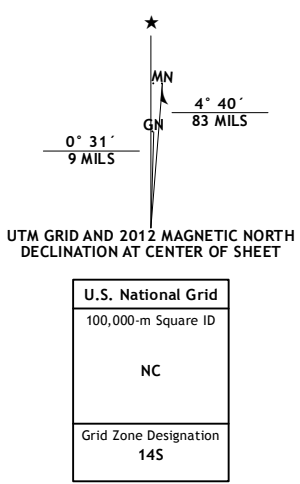 ★
MN
4° 40´
83 MILS
GN
0° 31´
9 MILS
UTM GRID AND 2012 MAGNETIC NORTH
DECLINATION AT CENTER OF SHEET
U.S. National Grid
100,000-m Square ID
NC
Grid Zone Designation
14S